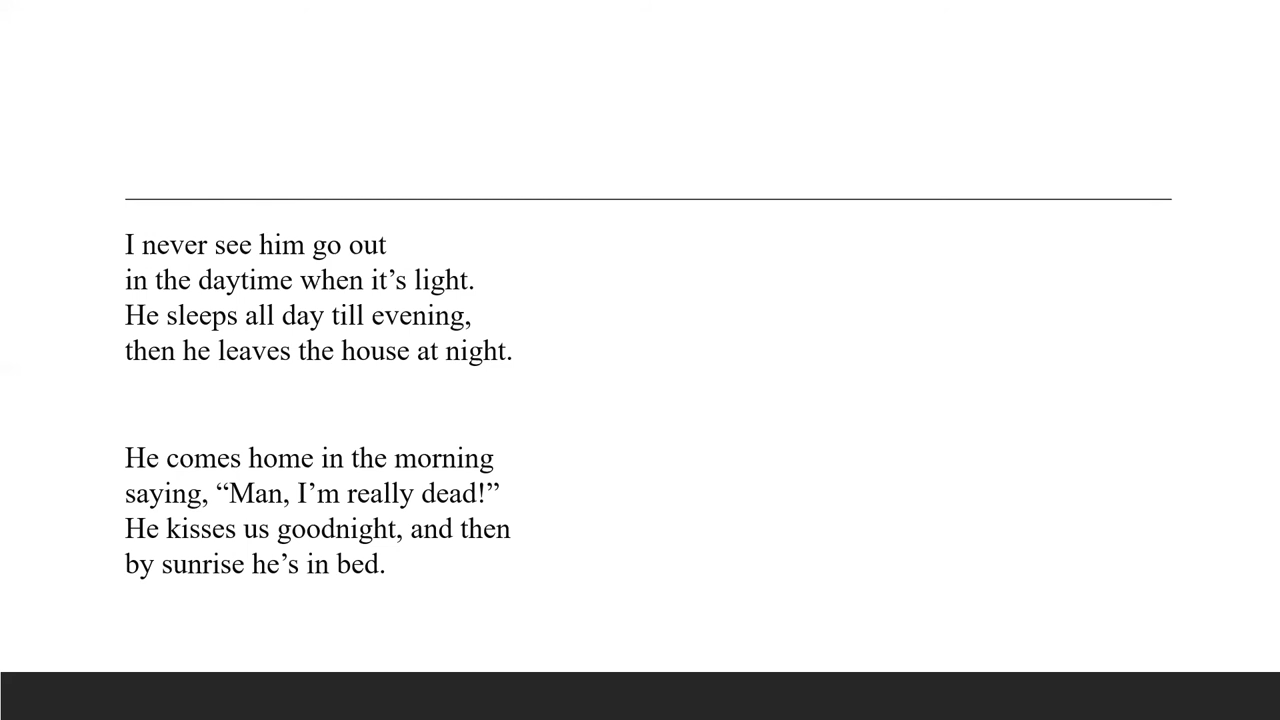 I never see him go out
in the daytime when it’s light.
He sleeps all day till evening,
then he leaves the house at night.
He comes home in the morning
saying, “Man, I’m really dead!”
He kisses us goodnight, and then
by sunrise he’s in bed.